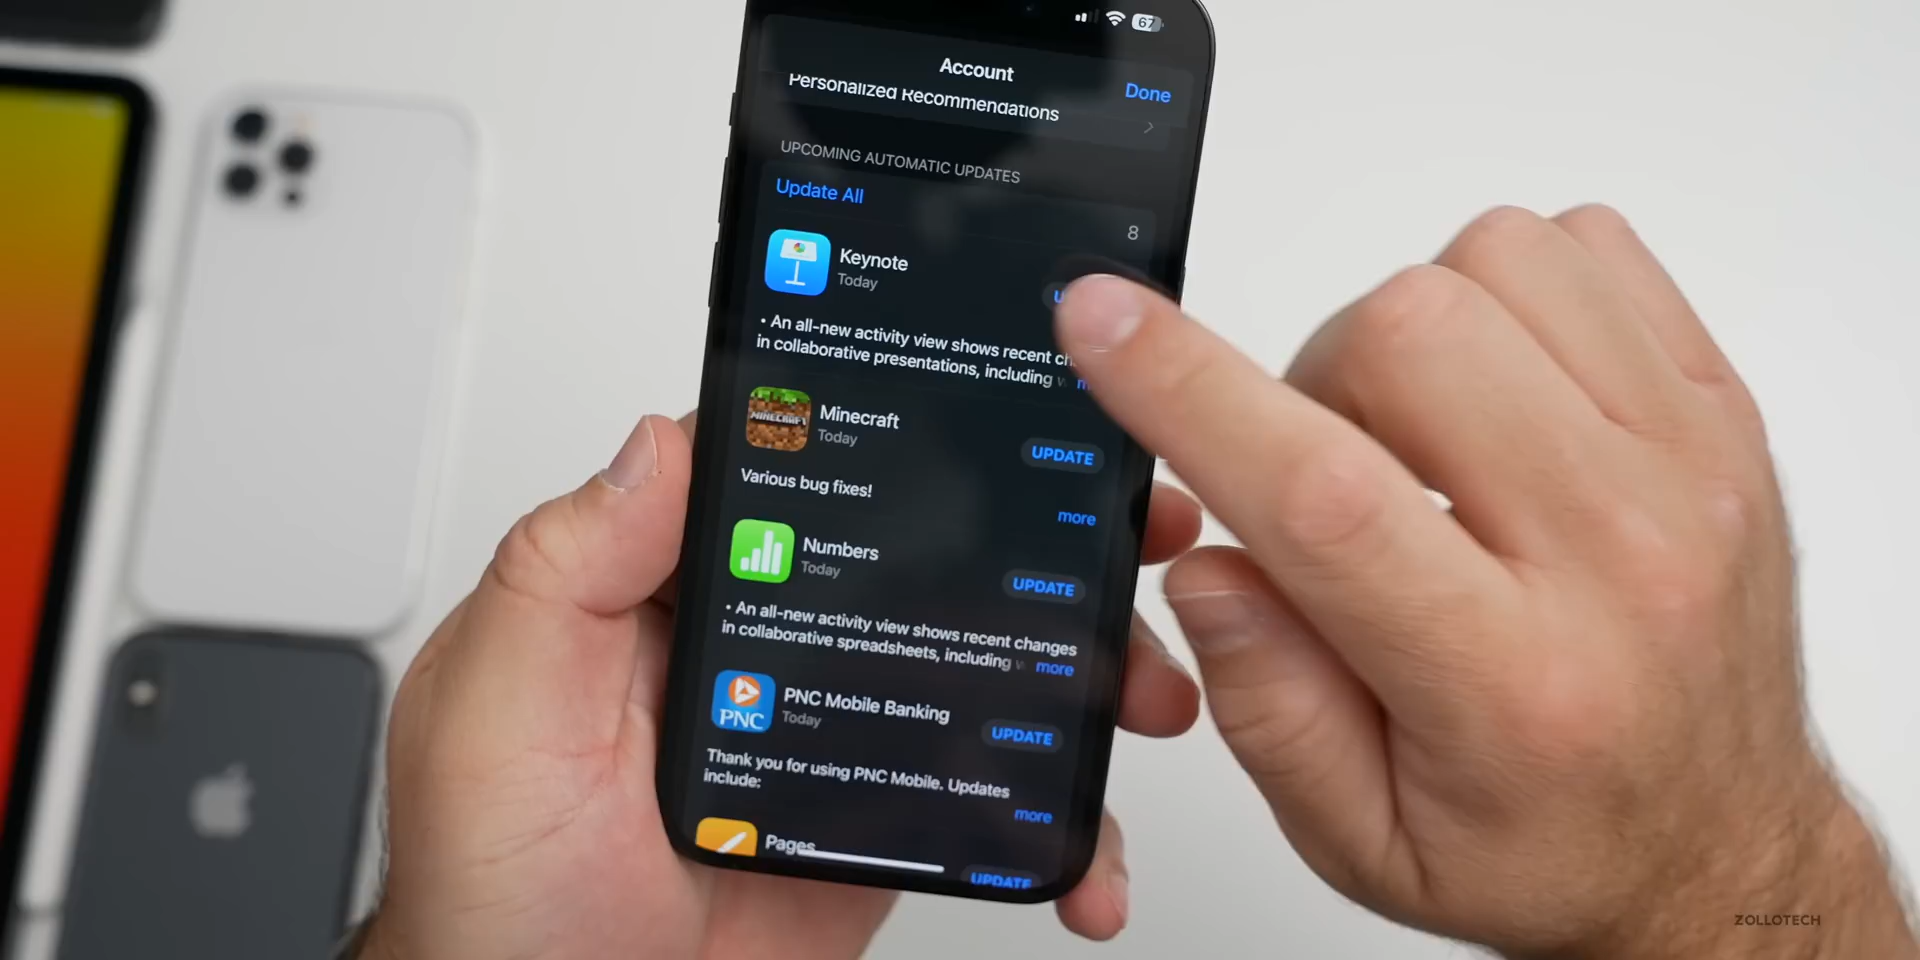 67
Account
Done
Personalized Recommendations
UPCOMING AUTOMATIC UPDATES
Update All
8
Keynote
Today
• An all-new activity view shows recent
in collaborative presentations, including
Minecraft
Today
MINECRAFT
UPDATE
Various bug fixes!
more
Numbers
Today
UPDATE
• An all-new activity view shows recent changes
in collaborative spreadsheets, including
more
PNC Mobile Banking
Today
PNC
UPDATE
Thank you for using PNC Mobile. Updates
include:
more
Pages
UPDATE
ZOLLOTECH